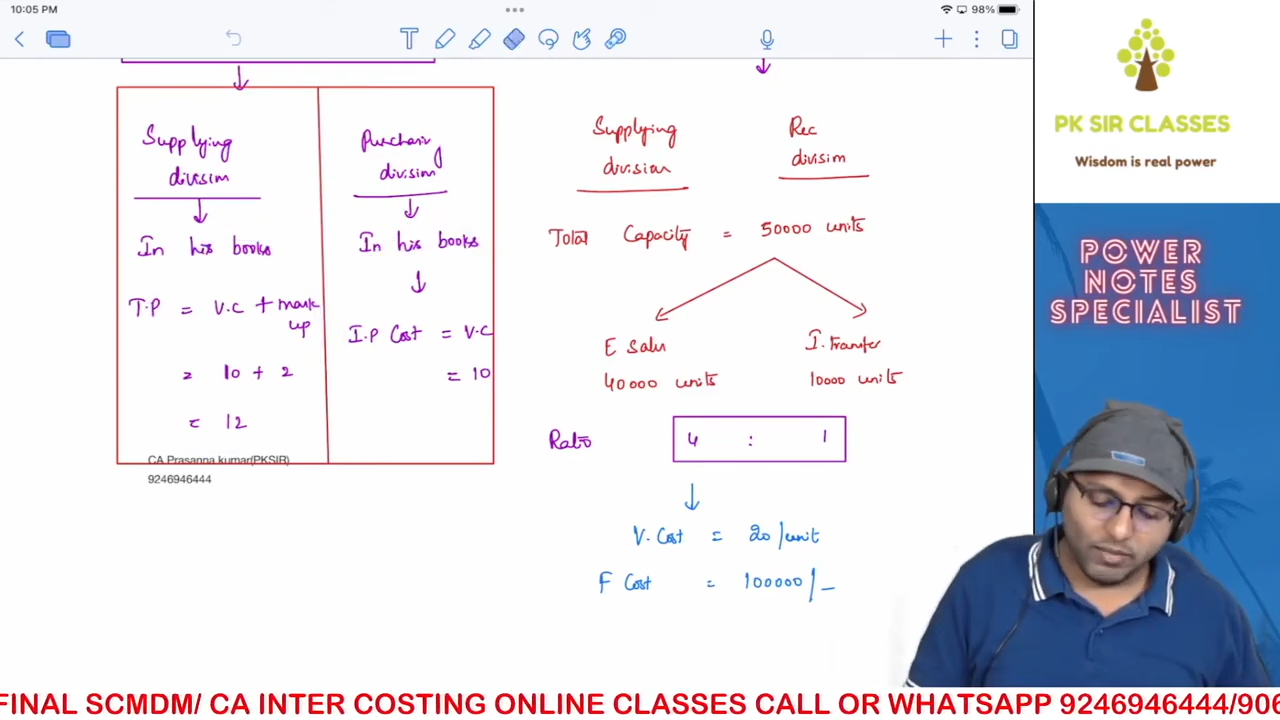 10:05 PM
98%
T
PK SIR CLASSES
Wisdom is real power
POWER
NOTES
SPECIALIST
Supplying
division
In his books
T.P = V.C + mark
up
= 10 + 2
= 12
Purchasing
division
In his books
I.P Cost = V.C
= 10
CA Prasanna kumar(PKSIR)
9246946444
Supplying
division
Rec
division
Total Capacity = 50000 units
E Sales
40000 units
I. transfer
10000 units
Ratio 4 : 1
V. Cost = 20/unit
F Cost = 100000/-
FINAL SCMDM/ CA INTER COSTING ONLINE CLASSES CALL OR WHATSAPP 9246946444/906